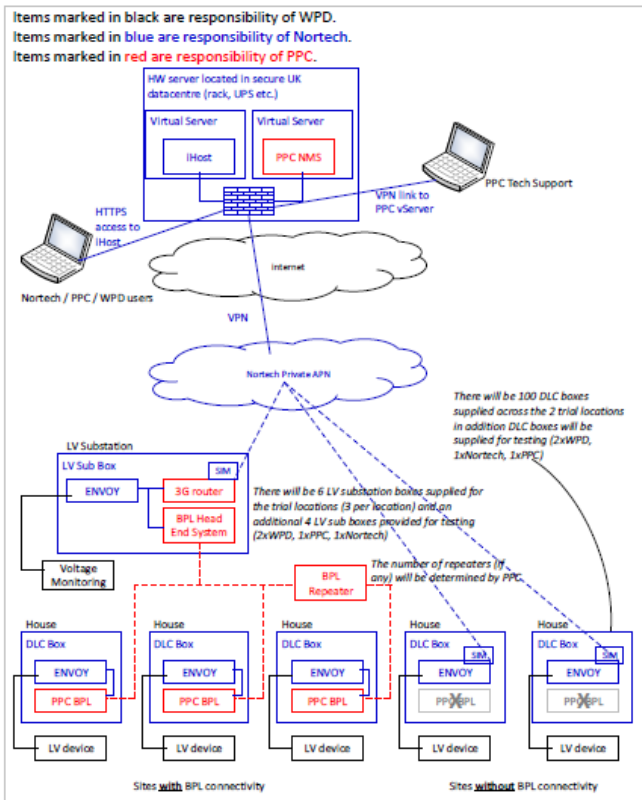 Items marked in black are responsibility of WPD.
Items marked in blue are responsibility of Nortech.
Items marked in red are responsibility of PPC.
HW server located in secure UK
datacentre (rack, UPS etc.)
Virtual Server
Virtual Server
iHost
PPC NMS
PPC Tech Support
VPN link to
PPC vServer
HTTPS
access to
iHost
Nortech / PPC / WPD users
Internet
VPN
Nortech Private APN
There will be 100 DLC boxes
supplied across the 2 trial locations
in addition DLC boxes will be
supplied for testing (2xWPD,
1xNortech, 1xPPC)
LV Substation
LV Sub Box
SIM
ENVOY
3G router
BPL Head
End System
There will be 6 LV substation boxes supplied for
the trial locations (3 per location) and an
additional 4 LV sub boxes provided for testing
(2xWPD, 1xPPC, 1xNortech)
Voltage
Monitoring
BPL
Repeater
The number of repeaters (if
any) will be determined by PPC
House
House
House
House
House
DLC Box
DLC Box
DLC Box
DLC Box
DLC Box
SIM
SIM
ENVOY
ENVOY
ENVOY
ENVOY
ENVOY
PPC BPL
PPC BPL
PPC BPL
PPC BPL
PPC BPL
LV device
LV device
LV device
LV device
LV device
Sites with BPL connectivity
Sites without BPL connectivity